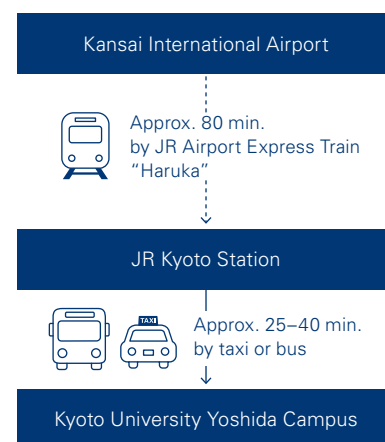 Kansai International Airport
Approx. 80 min.
by JR Airport Express Train
“Haruka”
JR Kyoto Station
TAXI
Approx. 25–40 min.
by taxi or bus
Kyoto University Yoshida Campus